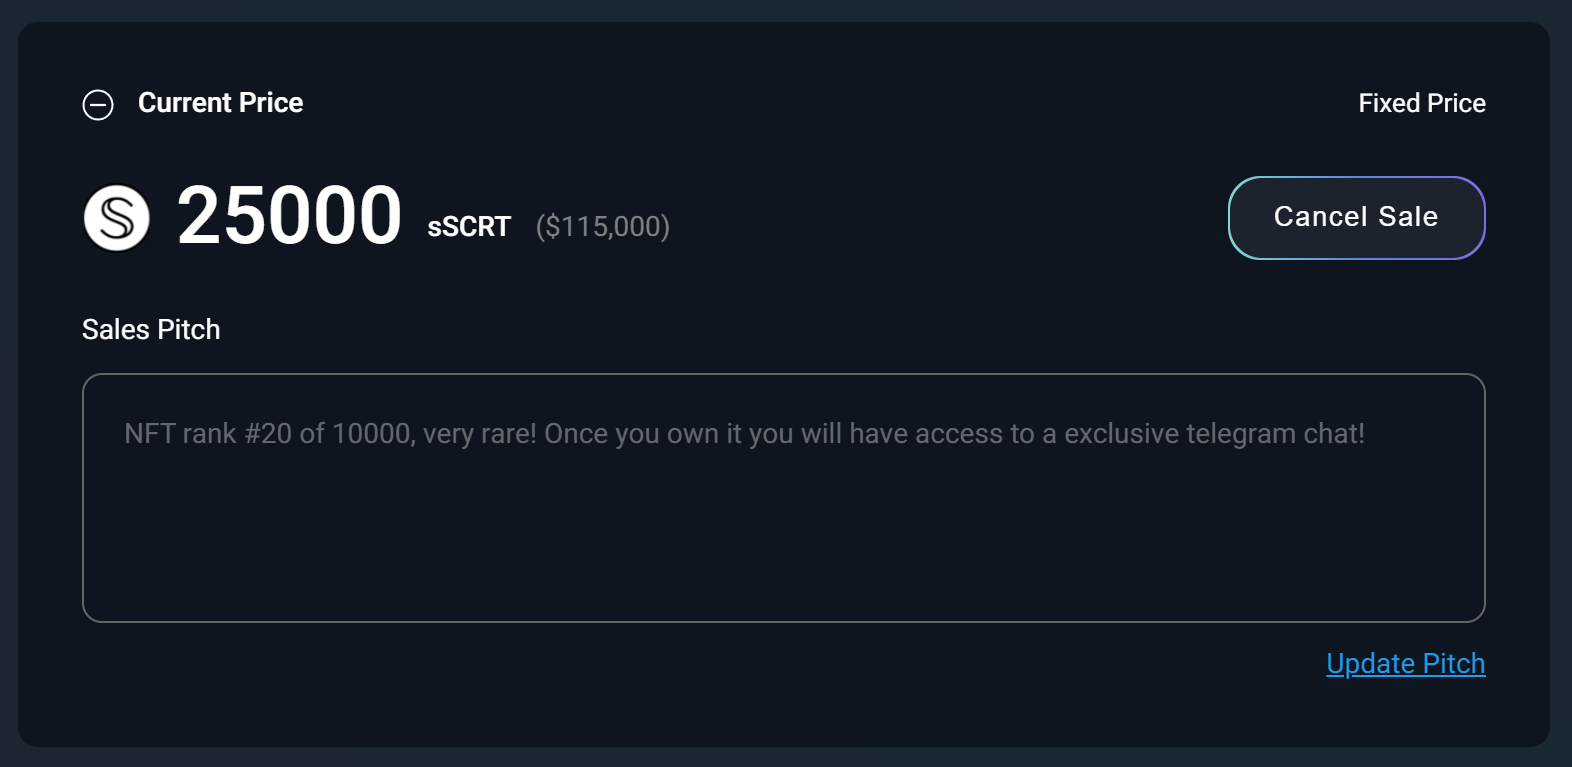 Current Price
Fixed Price
25000 sSCRT ($115,000)
Cancel Sale
Sales Pitch
NFT rank #20 of 10000, very rare! Once you own it you will have access to a exclusive telegram chat!
Update Pitch